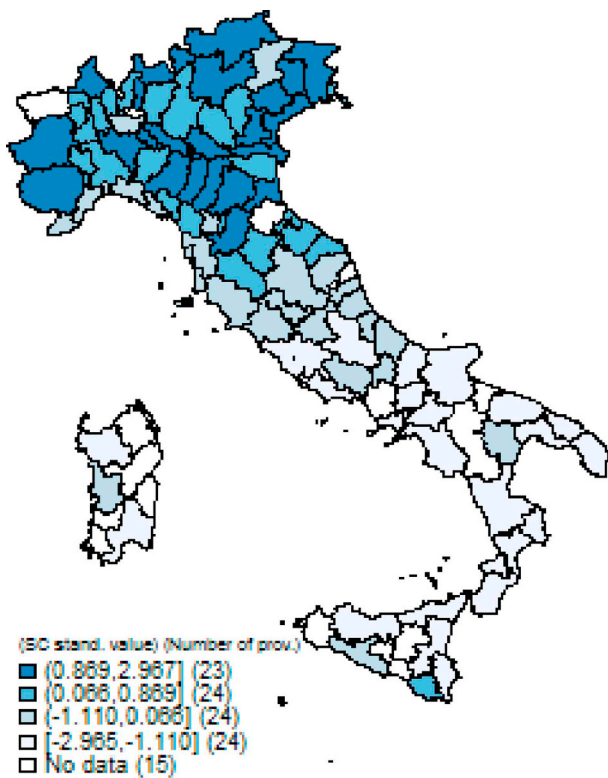 (SC stand. value) (Number of prov.)
(0.869,2.967] (23)
(0.066,0.869] (24)
(-1.110,0.066] (24)
[-2.965,-1.110] (24)
No data (15)